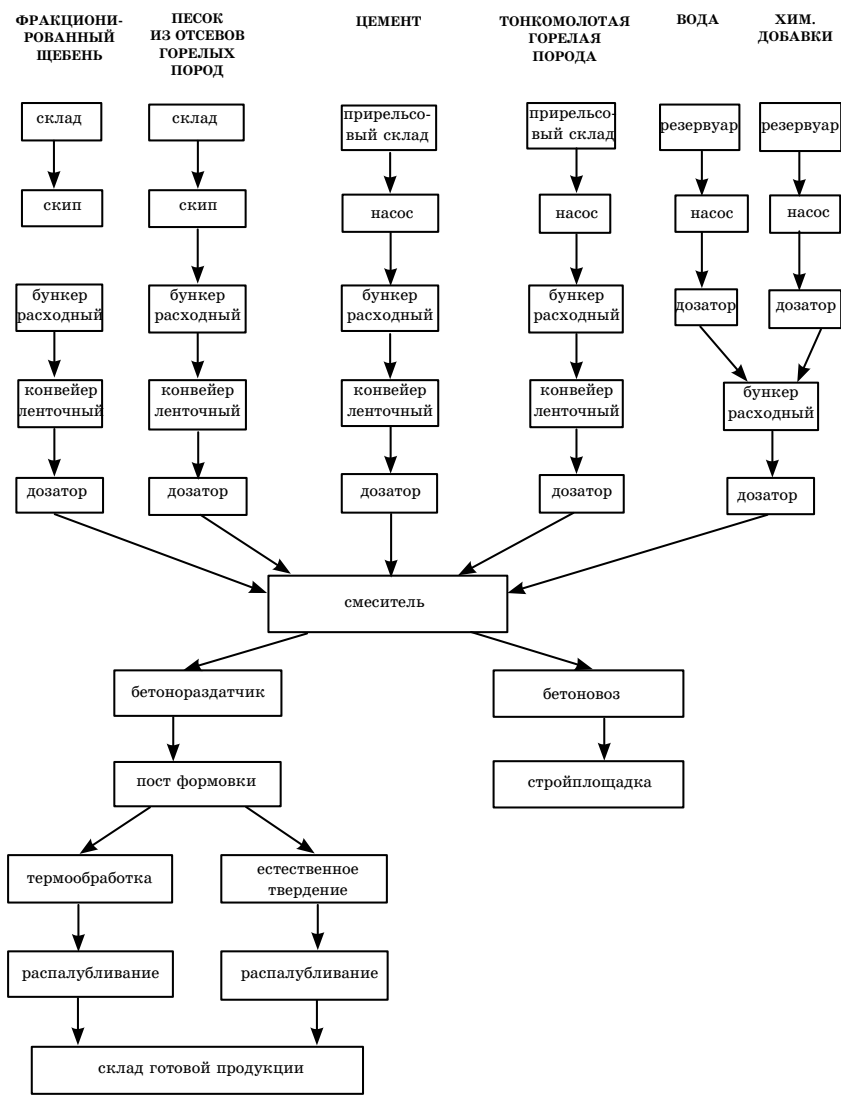 ФРАКЦИОНИ-
РОВАННЫЙ
ЩЕБЕНЬ
ПЕСОК
ИЗ ОТСЕВОВ
ГОРЕЛЫХ
ПОРОД
ЦЕМЕНТ
ТОНКОМОЛОТАЯ
ГОРЕЛАЯ
ПОРОДА
ВОДА
ХИМ.
ДОБАВКИ
склад
склад
прирельсо-
вый склад
прирельсо-
вый склад
резервуар
резервуар
скип
скип
насос
насос
насос
насос
бункер
расходный
бункер
расходный
бункер
расходный
бункер
расходный
дозатор
дозатор
конвейер
ленточный
конвейер
ленточный
конвейер
ленточный
конвейер
ленточный
бункер
расходный
дозатор
дозатор
дозатор
дозатор
дозатор
смеситель
бетонораздатчик
бетоновоз
пост формовки
стройплощадка
термообработка
естественное
твердение
распалубливание
распалубливание
склад готовой продукции